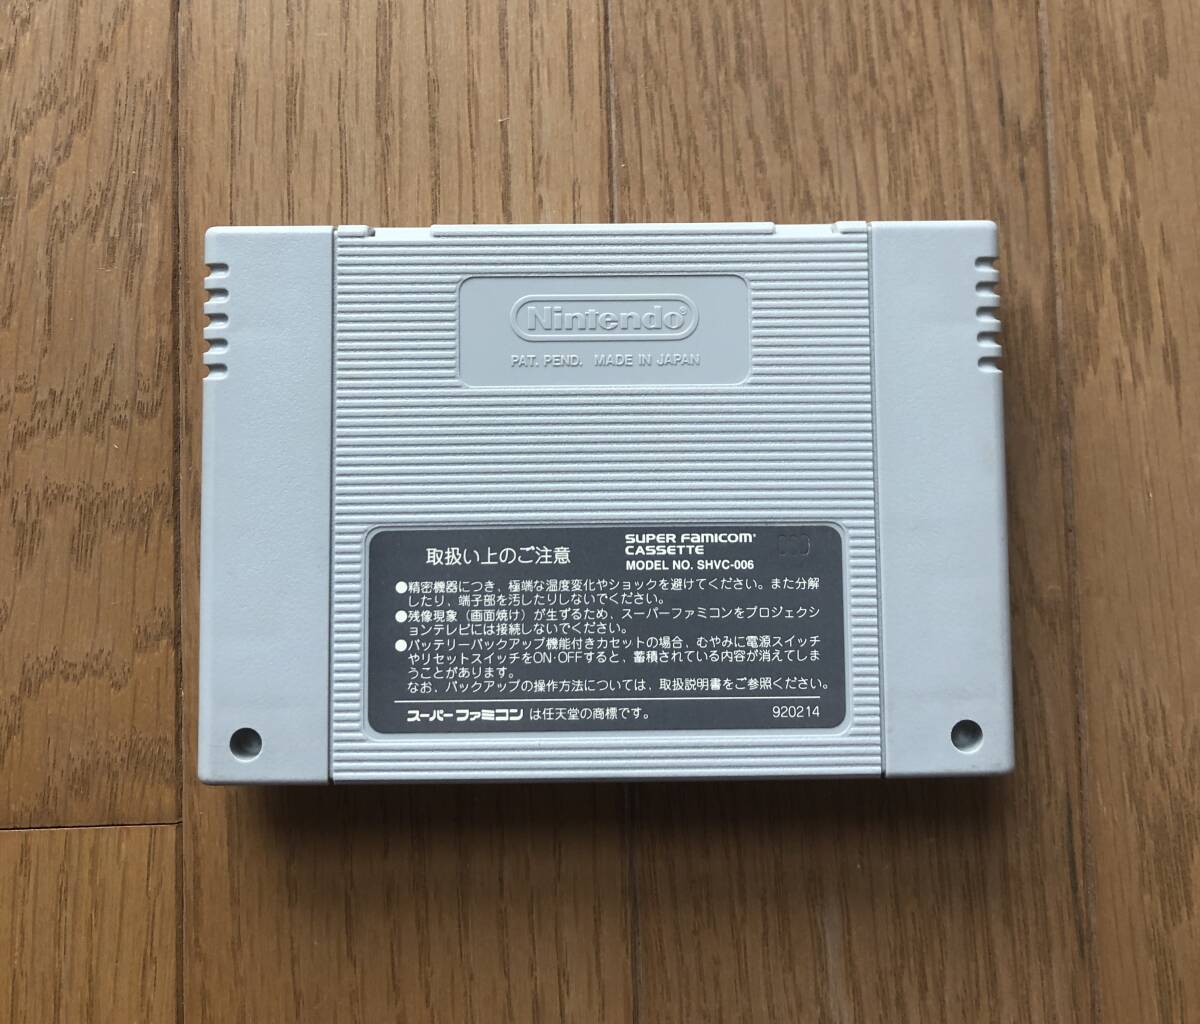 Nintendo®
PAT. PEND. MADE IN JAPAN
取扱い上のご注意
SUPER FAMICOM®
CASSETTE
MODEL NO. SHVC-006
●精密機器につき、極端な温度変化やショックを避けてください。また分解
したり、端子部を汚したりしないでください。
●残像現象（画面焼け）が生ずるため、スーパーファミコンをプロジェクシ
ョンテレビには接続しないでください。
●バッテリーバックアップ機能付きカセットの場合、むやみに電源スイッチ
やリセットスイッチをON・OFFすると、蓄積されている内容が消えてしま
うことがあります。
なお、バックアップの操作方法については、取扱説明書をご参照ください。
スーパーファミコン は任天堂の商標です。
920214